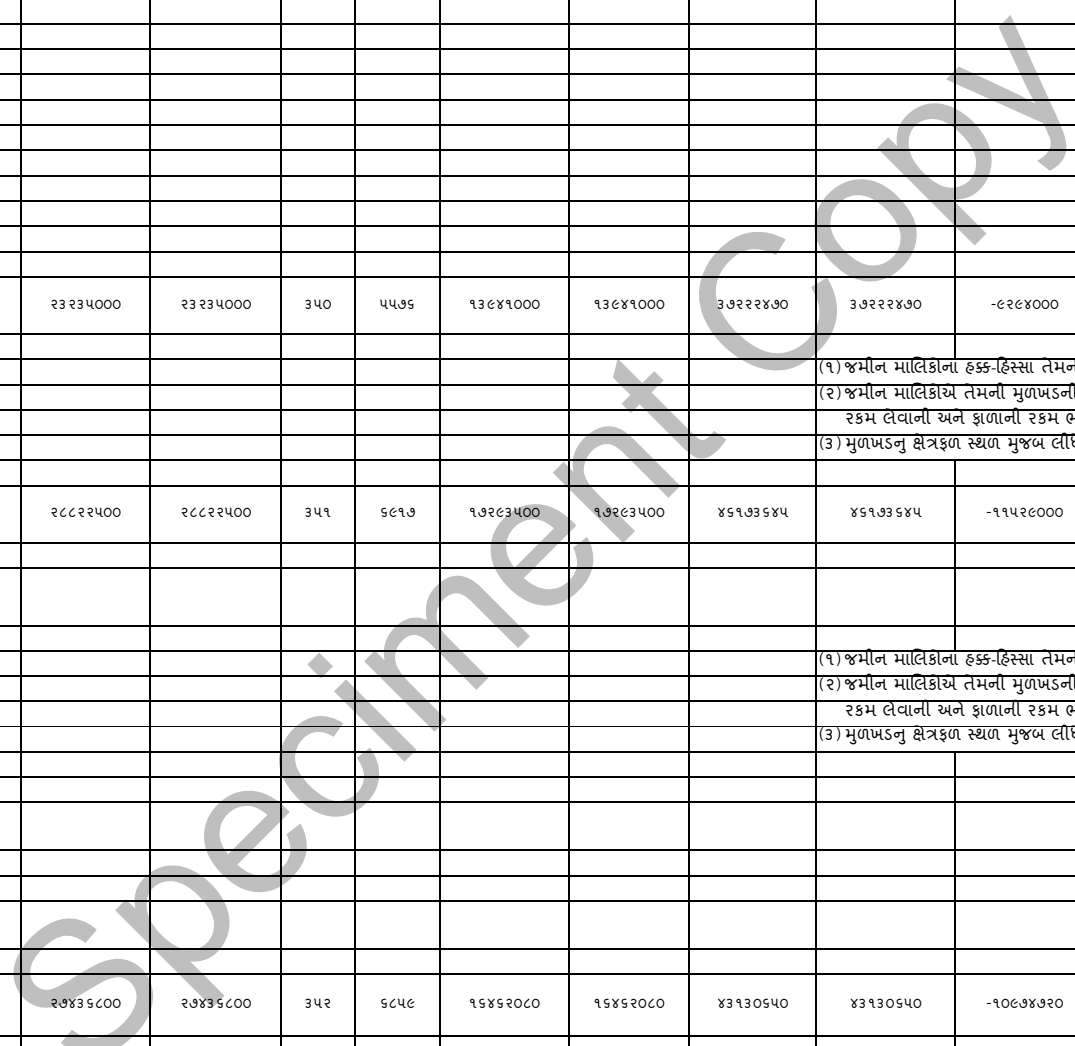 ૨૩૨૩૫૦૦૦ ૨૩૨૩૫૦૦૦ ૩૫૦ ૫૫૭૬ ૧૩૯૪૧૦૦૦ ૧૩૯૪૧૦૦૦ ૩૭૨૨૨૪૭૦ ૩૭૨૨૨૪૭૦ -૯૨૯૪૦૦૦
(૧) જમીન માલિકોના હક્ક-હિસ્સા
(૨) જમીન માલિકોએ તેમની મુળખડની
રકમ લેવાની અને ફાળાની રકમ
(૩) મુળખડનુ ક્ષેત્રફળ સ્થળ મુજબ
૨૮૮૨૨૫૦૦ ૨૮૮૨૨૫૦૦ ૩૫૧ ૬૯૧૭ ૧૭૨૯૩૫૦૦ ૧૭૨૯૩૫૦૦ ૪૬૧૭૩૬૪૫ ૪૬૧૭૩૬૪૫ -૧૧૫૨૯૦૦૦
(૧) જમીન માલિકોના હક્ક-હિસ્સા
(૨) જમીન માલિકોએ તેમની મુળખડની
રકમ લેવાની અને ફાળાની રકમ
(૩) મુળખડનુ ક્ષેત્રફળ સ્થળ મુજબ
૨૭૪૩૬૮૦૦ ૨૭૪૩૬૮૦૦ ૩૫૨ ૬૮૫૯ ૧૬૪૬૨૦૮૦ ૧૬૪૬૨૦૮૦ ૪૩૧૩૦૬૫૦ ૪૩૧૩૦૬૫૦ -૧૦૯૭૪૭૨૦
Speciment Copy